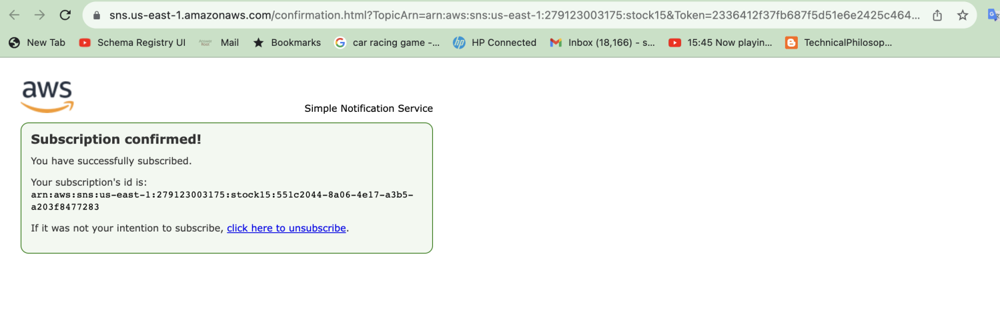 sns.us-east-1.amazonaws.com/confirmation.html?TopicArn=arn:aws:sns:us-east-1:279123003175:stock15&Token=2336412f37fb687f5d51e6e2425c464...
New Tab Schema Registry UI Mail Bookmarks car racing game -... HP Connected Inbox (18,166) - s... 15:45 Now playin... TechnicalPhilosop...
aws
Simple Notification Service
Subscription confirmed!
You have successfully subscribed.
Your subscription's id is:
arn:aws:sns:us-east-1:279123003175:stock15:551c2044-8a06-4e17-a3b5-
a203f8477283
If it was not your intention to subscribe, click here to unsubscribe.